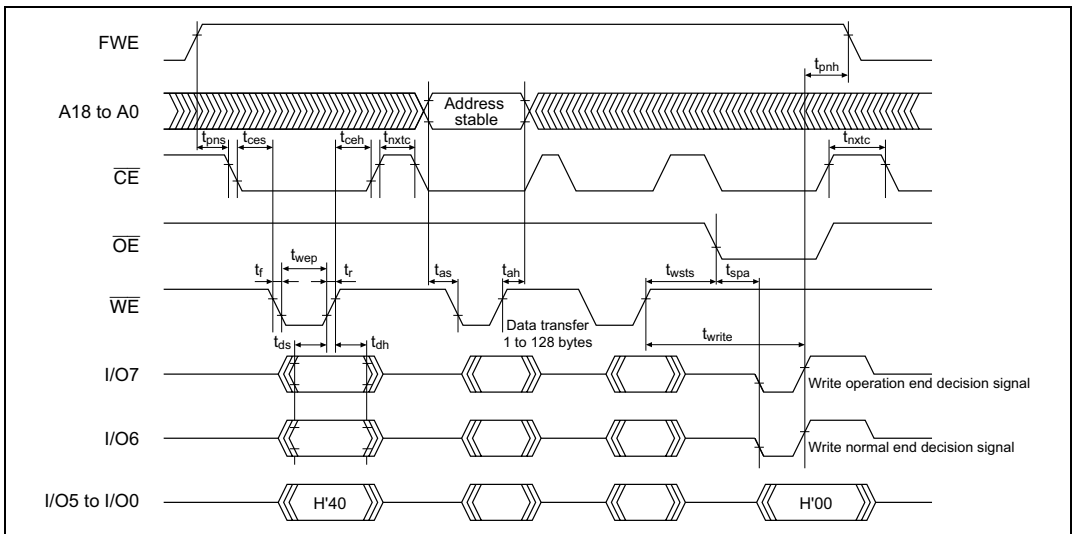 FWE
tpnh
A18 to A0
Address
stable
tpns
tces
tceh
tnxtc
tnxtc
CE
OE
twep
tf
tr
tas
tah
twsts
tspa
WE
Data transfer
1 to 128 bytes
twrite
tds
tdh
I/O7
Write operation end decision signal
I/O6
Write normal end decision signal
I/O5 to I/O0
H'40
H'00